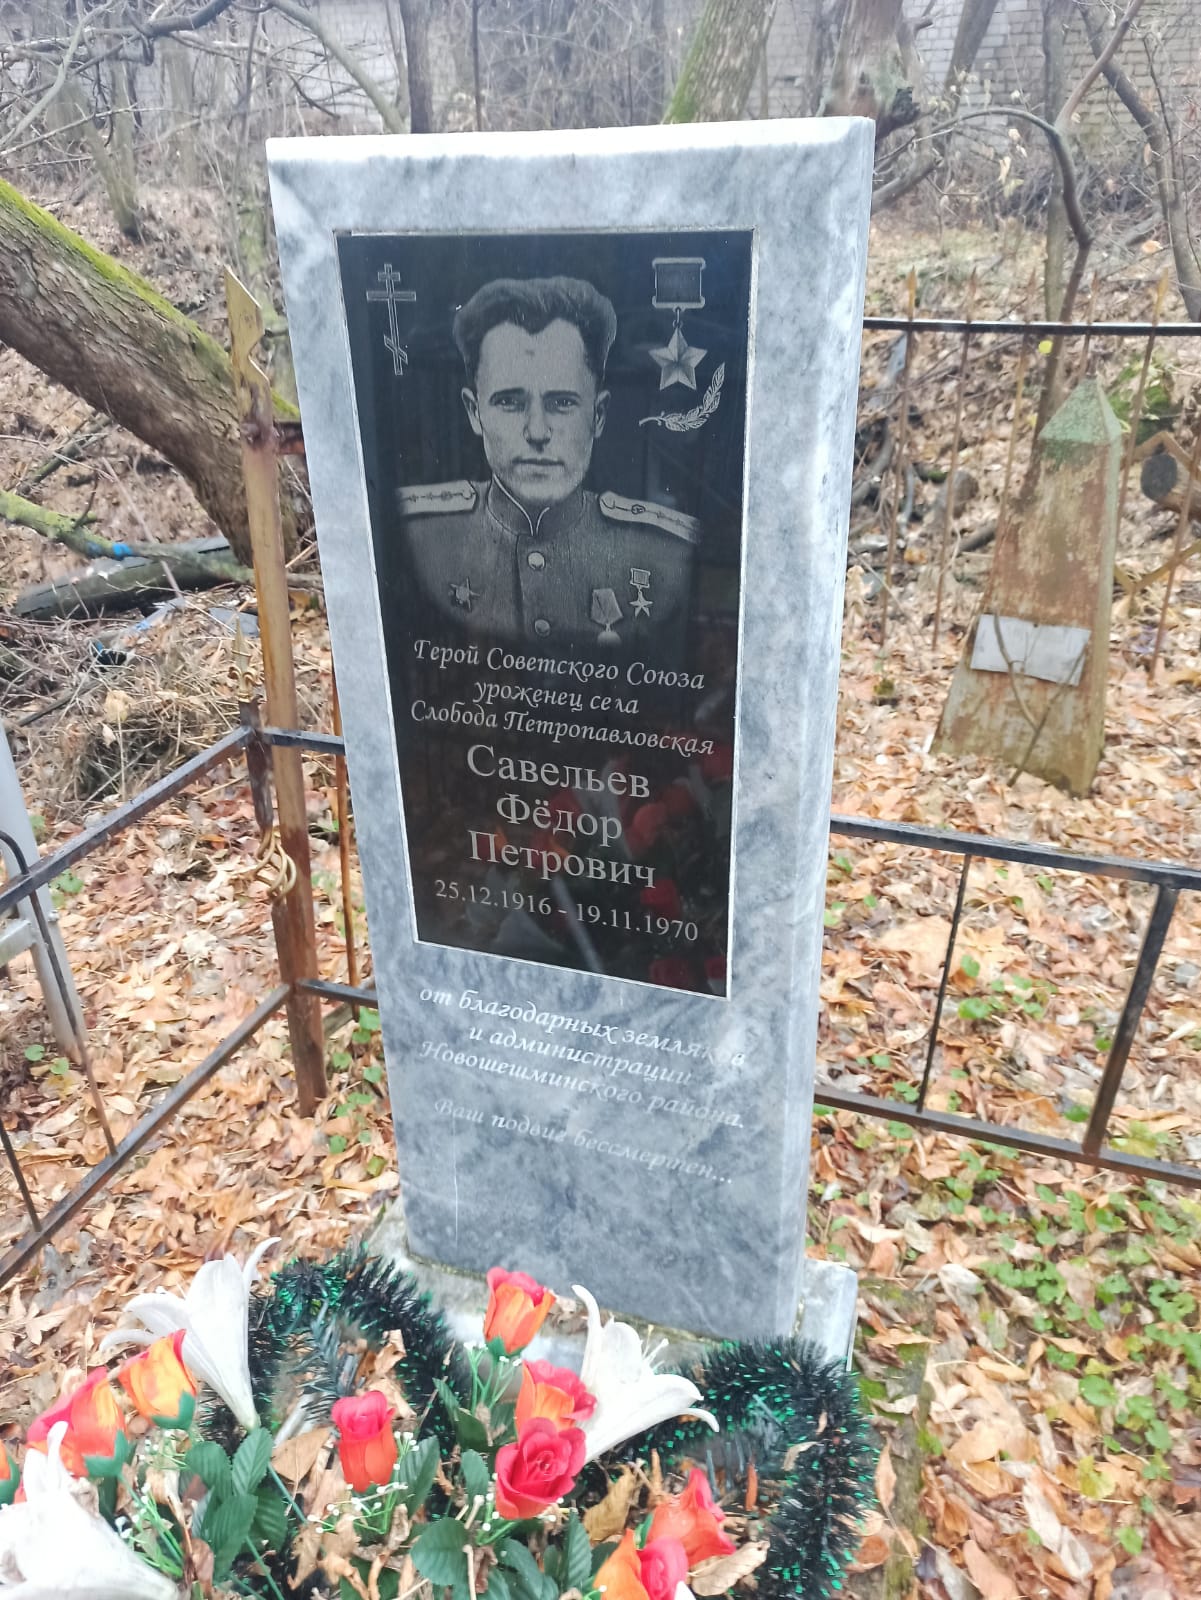 Герой Советского Союза
уроженец села
Слобода Петропавловская
Савельев
Фёдор
Петрович
25.12.1916 - 19.11.1970
от благодарных земляков
и администрации
Новошешминского района.
Ваш подвиг бессмертен...